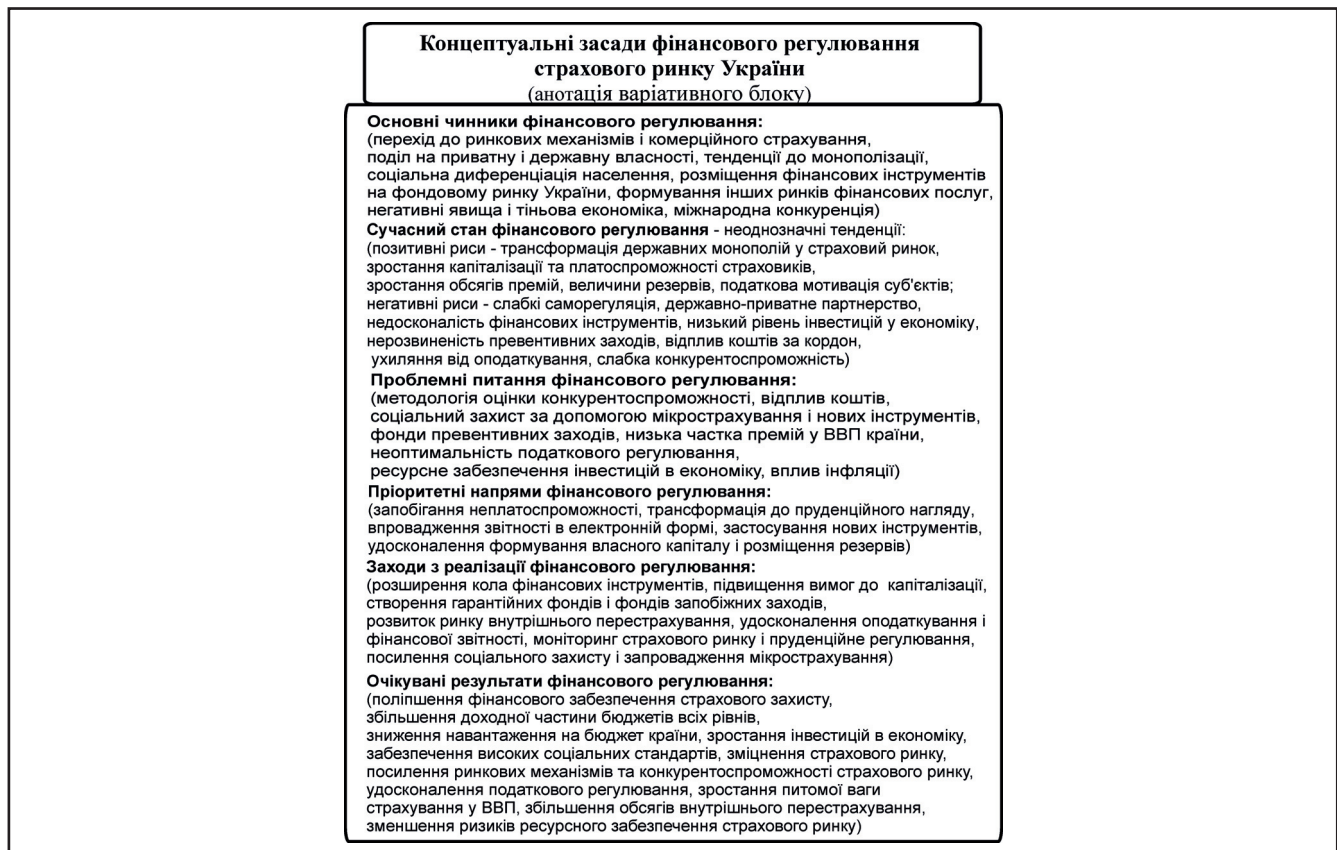 Концептуальні засади фінансового регулювання
страхового ринку України
(анотація варіативного блоку)
Основні чинники фінансового регулювання:
(перехід до ринкових механізмів і комерційного страхування,
поділ на приватну і державну власності, тенденції до монополізації,
соціальна диференціація населення, розміщення фінансових інструментів
на фондовому ринку України, формування інших ринків фінансових послуг,
негативні явища і тіньова економіка, міжнародна конкуренція)
Сучасний стан фінансового регулювання - неоднозначні тенденції:
(позитивні риси - трансформація державних монополій у страховий ринок,
зростання капіталізації та платоспроможності страховиків,
зростання обсягів премій, величини резервів, податкова мотивація суб'єктів;
негативні риси - слабкі саморегуляція, державно-приватне партнерство,
недосконалість фінансових інструментів, низький рівень інвестицій у економіку,
нерозвиненість превентивних заходів, відплив коштів за кордон,
ухиляння від оподаткування, слабка конкурентоспроможність)
Проблемні питання фінансового регулювання:
(методологія оцінки конкурентоспроможності, відплив коштів,
соціальний захист за допомогою мікрострахування і нових інструментів,
фонди превентивних заходів, низька частка премій у ВВП країни,
неоптимальність податкового регулювання,
ресурсне забезпечення інвестицій в економіку, вплив інфляції)
Пріоритетні напрями фінансового регулювання:
(запобігання неплатоспроможності, трансформація до пруденційного нагляду,
впровадження звітності в електронній формі, застосування нових інструментів,
удосконалення формування власного капіталу і розміщення резервів)
Заходи з реалізації фінансового регулювання:
(розширення кола фінансових інструментів, підвищення вимог до капіталізації,
створення гарантійних фондів і фондів запобіжних заходів,
розвиток ринку внутрішнього перестрахування, удосконалення оподаткування і
фінансової звітності, моніторинг страхового ринку і пруденційне регулювання,
посилення соціального захисту і запровадження мікрострахування)
Очікувані результати фінансового регулювання:
(поліпшення фінансового забезпечення страхового захисту,
збільшення доходної частини бюджетів всіх рівнів,
зниження навантаження на бюджет країни, зростання інвестицій в економіку,
забезпечення високих соціальних стандартів, зміцнення страхового ринку,
посилення ринкових механізмів та конкурентоспроможності страхового ринку,
удосконалення податкового регулювання, зростання питомої ваги
страхування у ВВП, збільшення обсягів внутрішнього перестрахування,
зменшення ризиків ресурсного забезпечення страхового ринку)